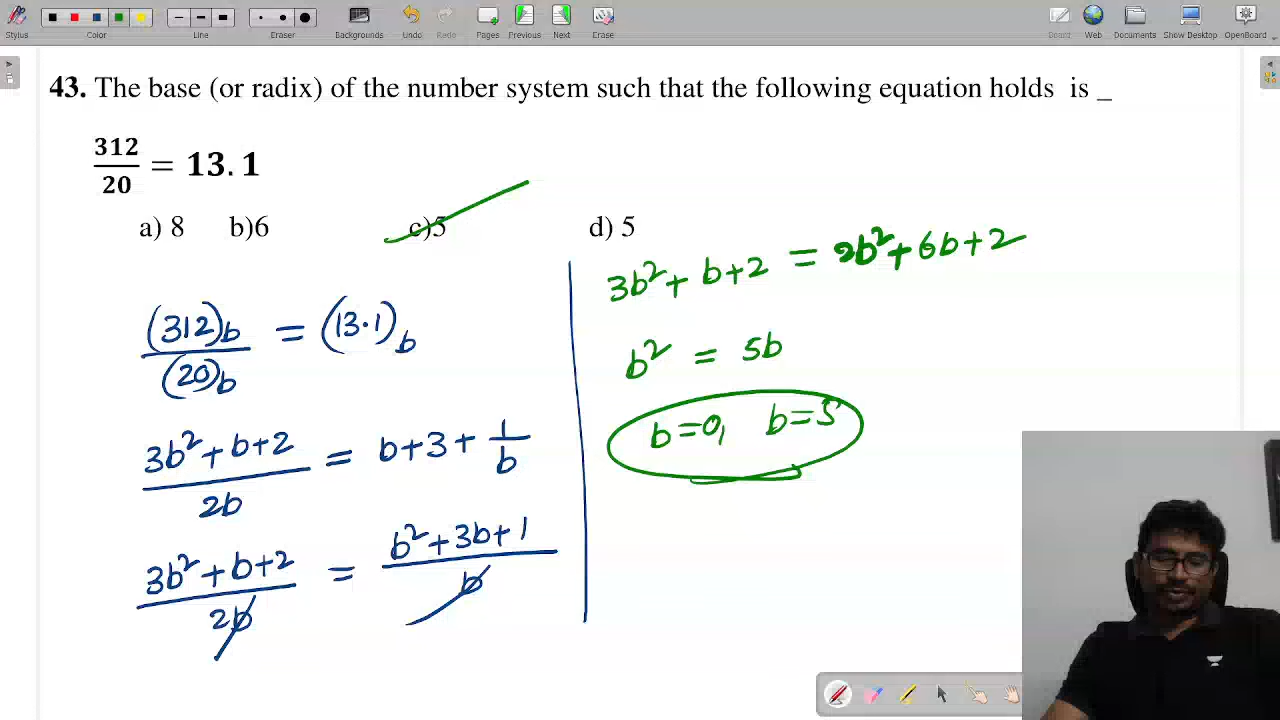 Stylus Color Line Eraser Backgrounds Undo Redo Pages Previous Next Erase Board Web Documents Show Desktop OpenBoard
43. The base (or radix) of the number system such that the following equation holds is _
312/20 = 13.1
a) 8 b)6 c)5 d) 5
(312)b/(20)b = (13.1)b
3b²+b+2/2b = b+3+1/b
3b²+b+2/2b = b²+3b+1/b
3b²+b+2 = 2b²+6b+2
b² = 5b
b=0, b=5